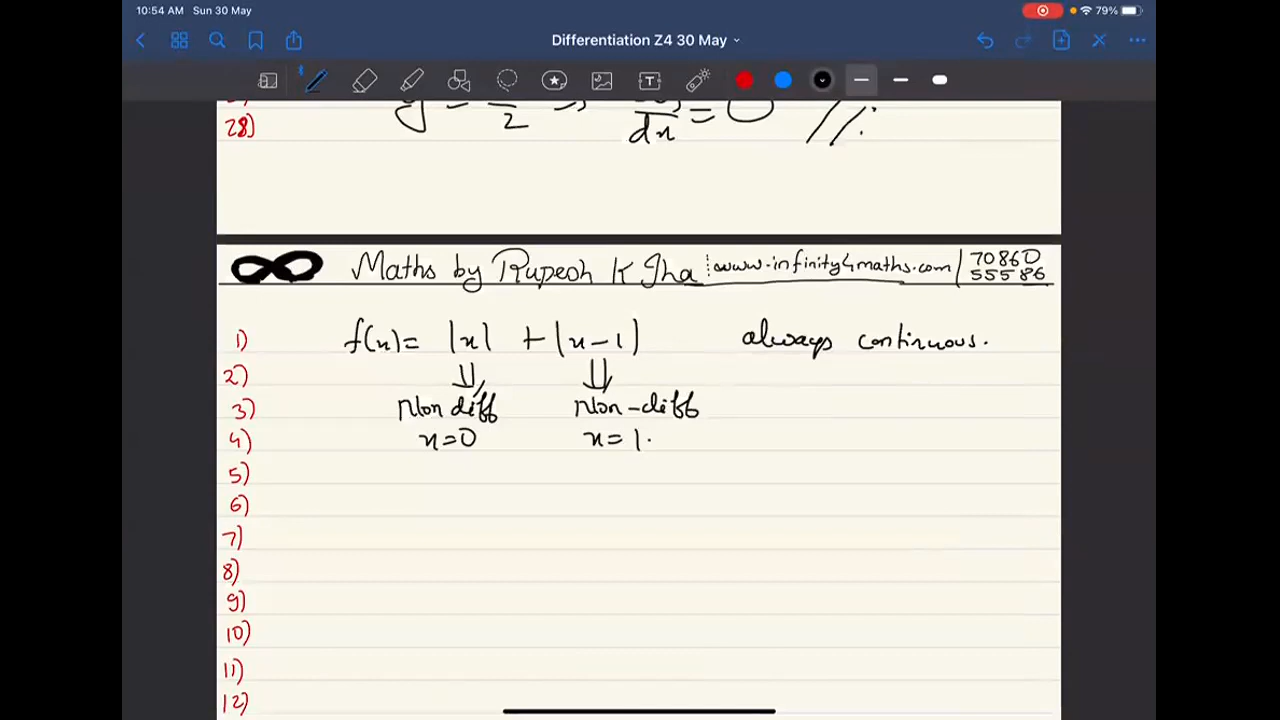 10:54 AM Sun 30 May 79%
Differentiation Z4 30 May
28) 2 dx = 0
Maths by Rupesh K Jha www.infinity4maths.com 70860 55586
1) f(x) = |x| + |x-1| always continuous.
2)
3) Non diff Non-diff
4) x=0 x=1.
5)
6)
7)
8)
9)
10)
11)
12)